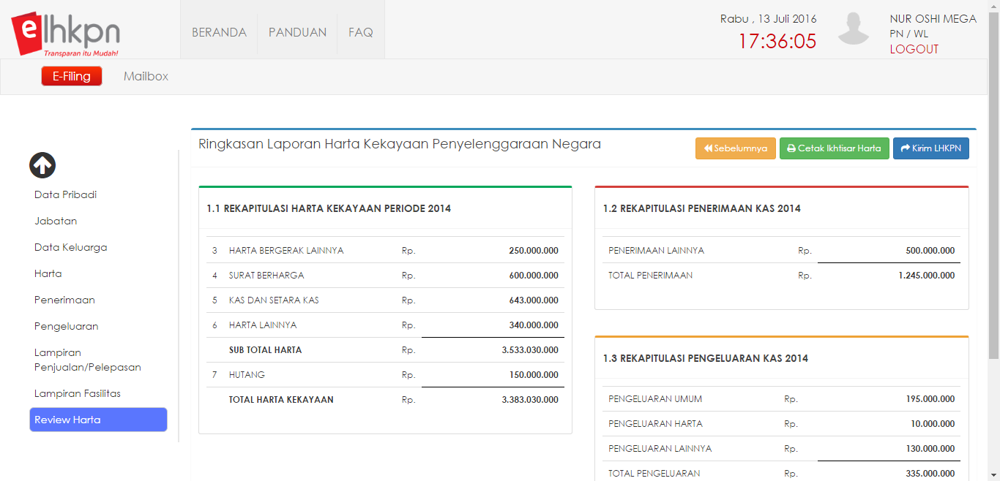 elhkpn
Transparan itu Mudah!
BERANDA PANDUAN FAQ
Rabu , 13 Juli 2016
17:36:05
NUR OSHI MEGA
PN / WL
LOGOUT
E-Filing Mailbox
Data Pribadi
Jabatan
Data Keluarga
Harta
Penerimaan
Pengeluaran
Lampiran
Penjualan/Pelepasan
Lampiran Fasilitas
Review Harta
Ringkasan Laporan Harta Kekayaan Penyelenggaraan Negara
Sebelumnya Cetak Ikhtisar Harta Kirim LHKPN
1.1 REKAPITULASI HARTA KEKAYAAN PERIODE 2014
3 HARTA BERGERAK LAINNYA Rp. 250.000.000
4 SURAT BERHARGA Rp. 600.000.000
5 KAS DAN SETARA KAS Rp. 643.000.000
6 HARTA LAINNYA Rp. 340.000.000
SUB TOTAL HARTA Rp. 3.533.030.000
7 HUTANG Rp. 150.000.000
TOTAL HARTA KEKAYAAN Rp. 3.383.030.000
1.2 REKAPITULASI PENERIMAAN KAS 2014
PENERIMAAN LAINNYA Rp. 500.000.000
TOTAL PENERIMAAN Rp. 1.245.000.000
1.3 REKAPITULASI PENGELUARAN KAS 2014
PENGELUARAN UMUM Rp. 195.000.000
PENGELUARAN HARTA Rp. 10.000.000
PENGELUARAN LAINNYA Rp. 130.000.000
TOTAL PENGELUARAN Rp. 335.000.000